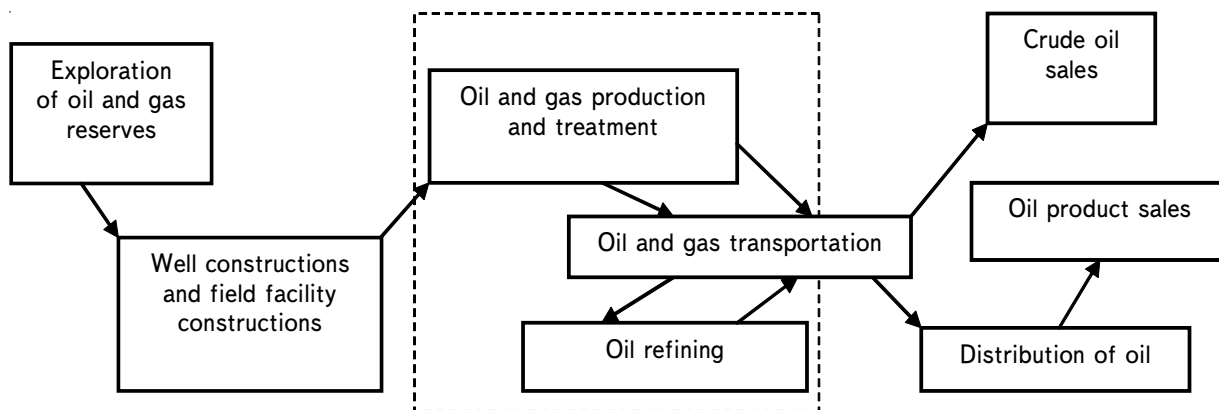 Exploration
of oil and gas
reserves
Well constructions
and field facility
constructions
Oil and gas production
and treatment
Oil and gas transportation
Oil refining
Crude oil
sales
Oil product sales
Distribution of oil